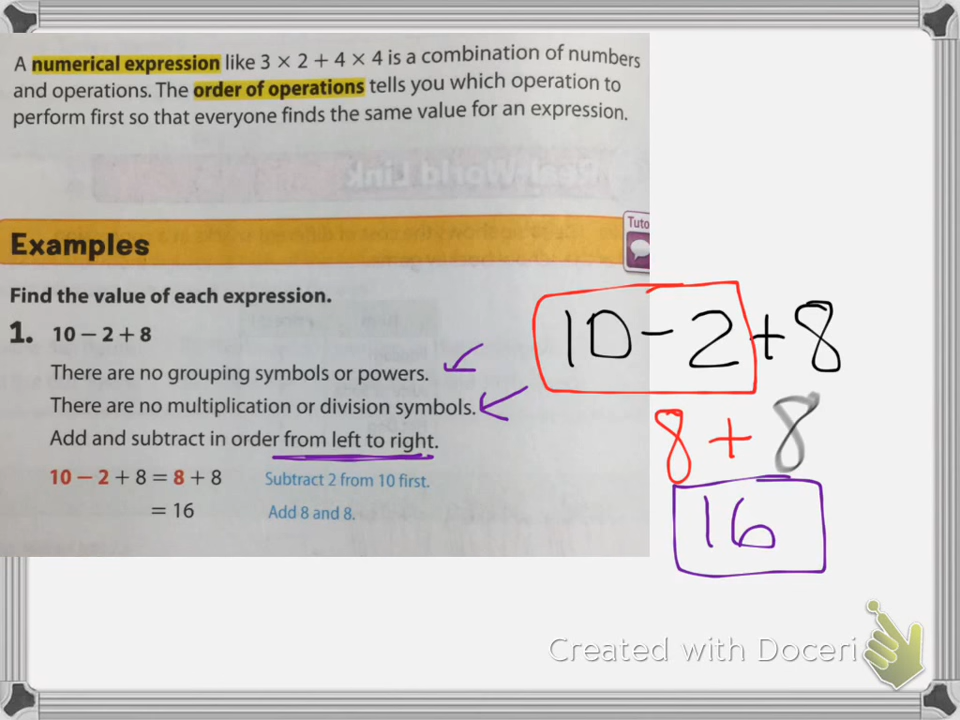 A numerical expression like 3 × 2 + 4 × 4 is a combination of numbers
and operations. The order of operations tells you which operation to
perform first so that everyone finds the same value for an expression.
Real-World Link
Tuto
Examples
Find the value of each expression.
1. 10 − 2 + 8
There are no grouping symbols or powers.
There are no multiplication or division symbols.
Add and subtract in order from left to right.
10 − 2 + 8 = 8 + 8 Subtract 2 from 10 first.
= 16 Add 8 and 8.
10 − 2 + 8
8 + 8
16
Created with Doceri